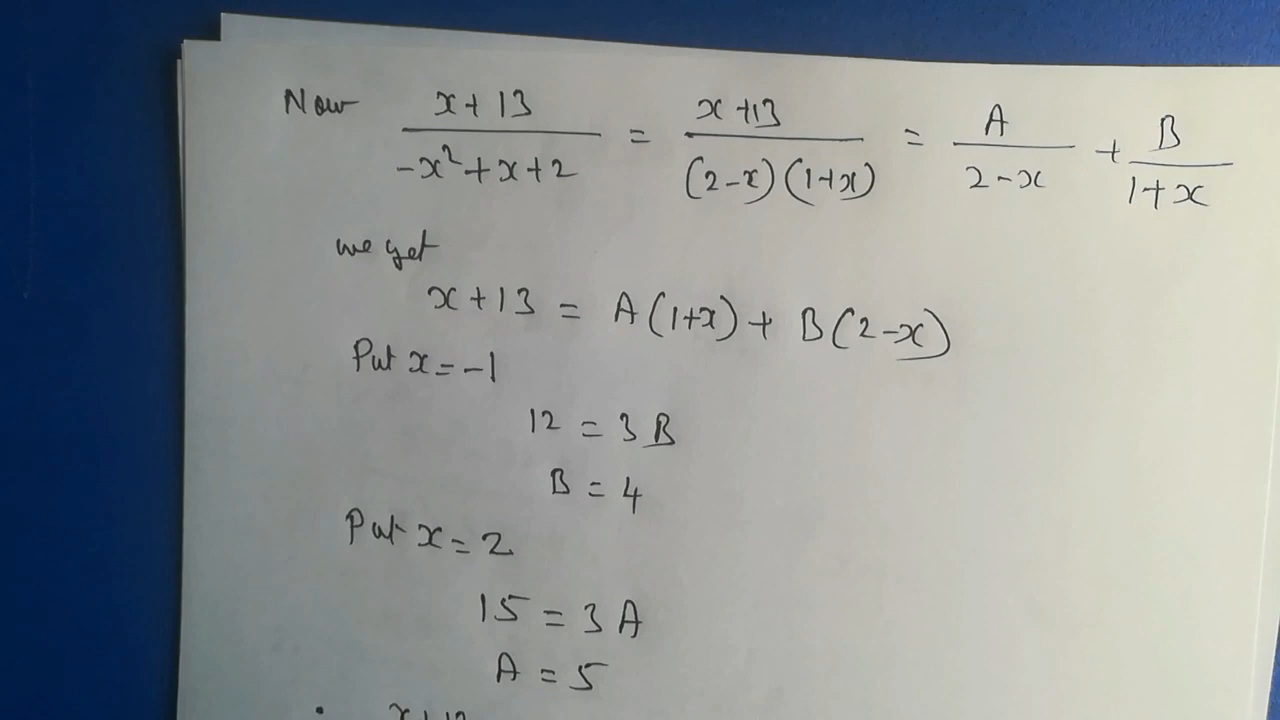 Now x+13 / -x²+x+2 = x+13 / (2-x)(1+x) = A / 2-x + B / 1+x
we get
x+13 = A(1+x) + B(2-x)
Put x=-1
12 = 3B
B = 4
Put x=2
15 = 3A
A = 5